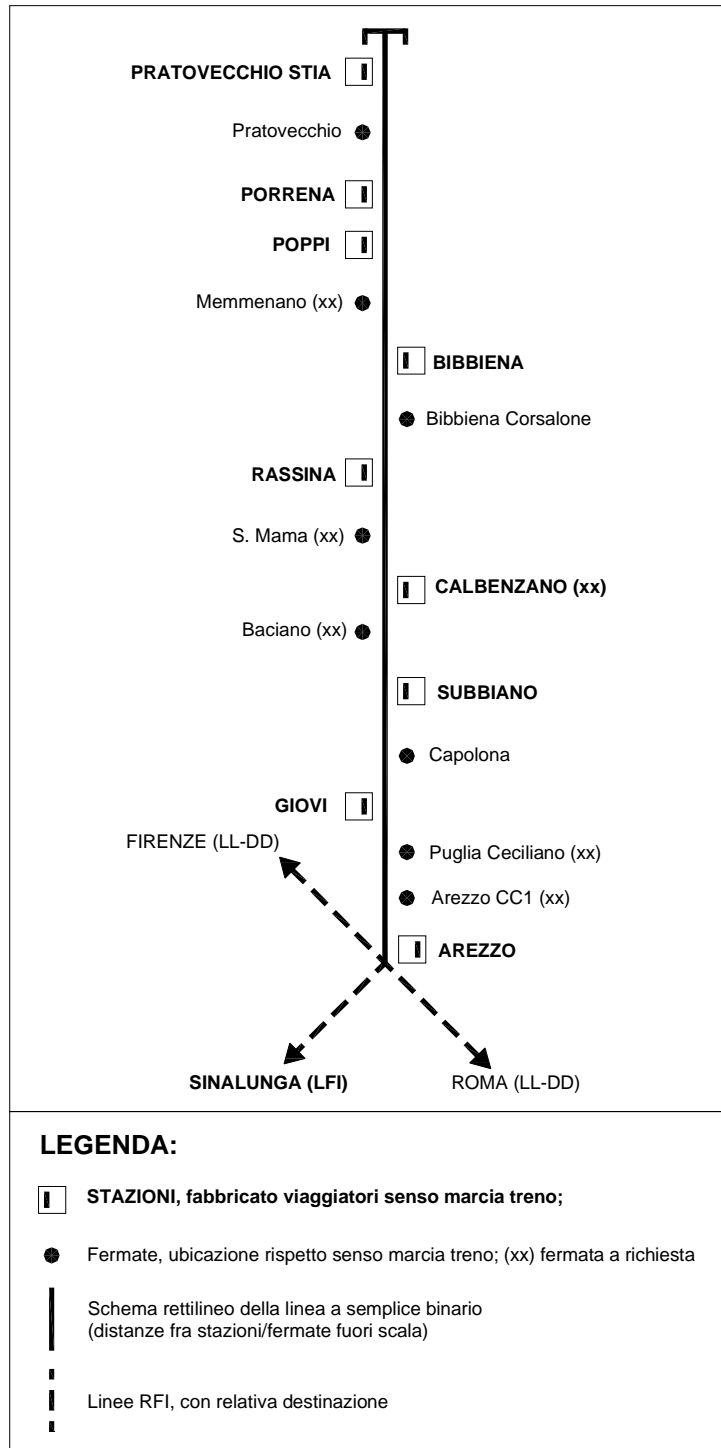 PRATOVECCHIO STIA
Pratovecchio
PORRENA
POPPI
Memmenano (xx)
BIBBIENA
Bibbiena Corsalone
RASSINA
S. Mama (xx)
CALBENZANO (xx)
Baciano (xx)
SUBBIANO
Capolona
GIOVI
FIRENZE (LL-DD)
Puglia Ceciliano (xx)
Arezzo CC1 (xx)
AREZZO
SINALUNGA (LFI)
ROMA (LL-DD)
LEGENDA:
STAZIONI, fabbricato viaggiatori senso marcia treno;
Fermate, ubicazione rispetto senso marcia treno; (xx) fermata a richiesta
Schema rettilineo della linea a semplice binario
(distanze fra stazioni/fermate fuori scala)
Linee RFI, con relativa destinazione